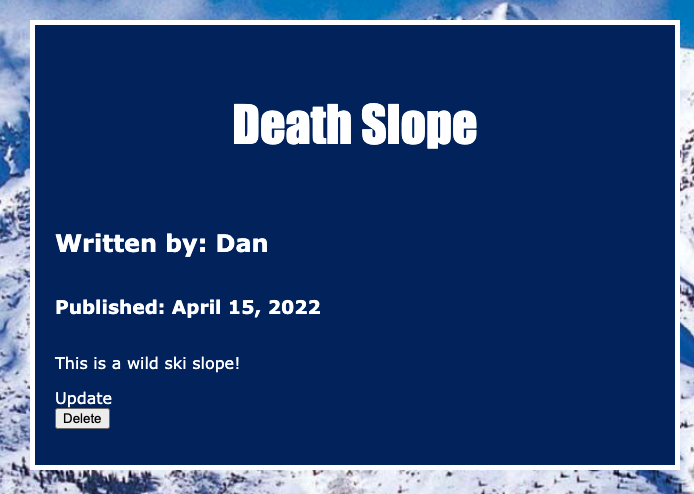 Death Slope
Written by: Dan
Published: April 15, 2022
This is a wild ski slope!
Update
Delete